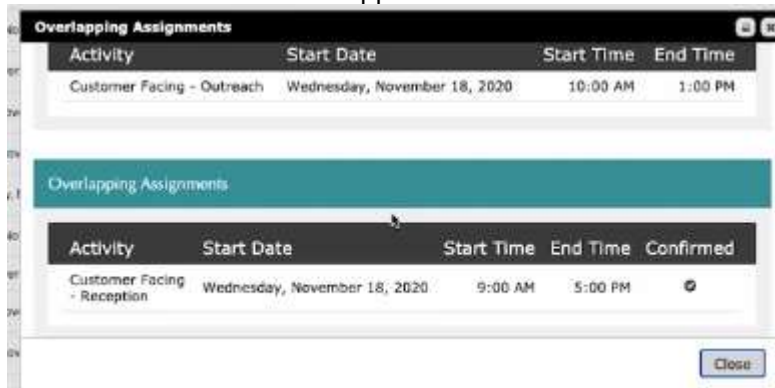 Overlapping Assignments
Activity Start Date Start Time End Time
Customer Facing - Outreach Wednesday, November 18, 2020 10:00 AM 1:00 PM
Overlapping Assignments
Activity Start Date Start Time End Time Confirmed
Customer Facing
- Reception Wednesday, November 18, 2020 9:00 AM 5:00 PM
Close